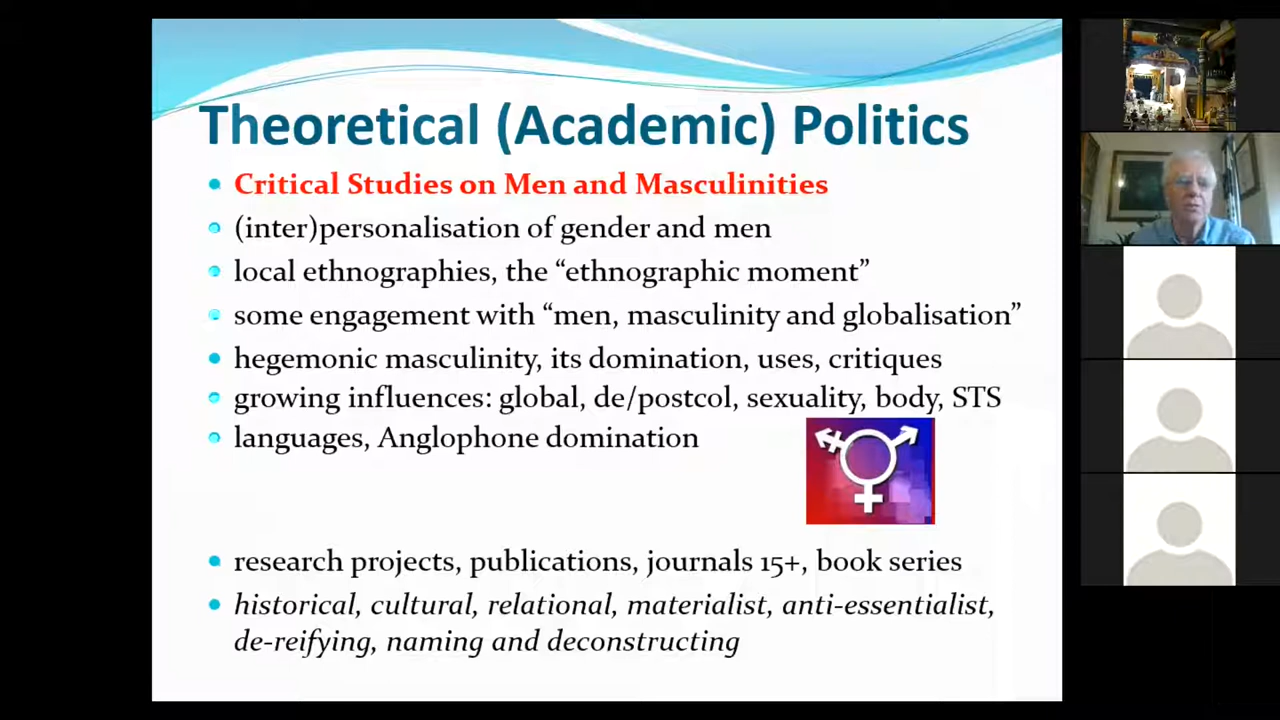 Theoretical (Academic) Politics
Critical Studies on Men and Masculinities
(inter)personalisation of gender and men
local ethnographies, the “ethnographic moment”
some engagement with “men, masculinity and globalisation”
hegemonic masculinity, its domination, uses, critiques
growing influences: global, de/postcol, sexuality, body, STS
languages, Anglophone domination
research projects, publications, journals 15+, book series
historical, cultural, relational, materialist, anti-essentialist,
de-reifying, naming and deconstructing